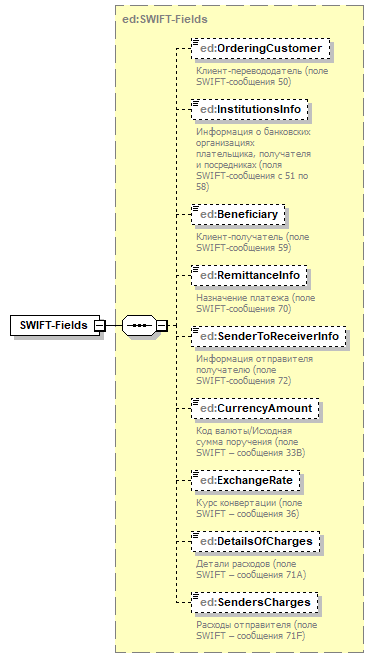 ed:SWIFT-Fields
ed:OrderingCustomer
Клиент-перевододатель (поле
SWIFT-сообщения 50)
ed:InstitutionsInfo
Информация о банковских
организациях
плательщика, получателя
и посредниках (поля
SWIFT-сообщения с 51 по
58)
ed:Beneficiary
Клиент-получатель (поле
SWIFT-сообщения 59)
ed:RemittanceInfo
Назначение платежа (поле
SWIFT-сообщения 70)
SWIFT-Fields
ed:SenderToReceiverInfo
Информация отправителя
получателю (поле
SWIFT-сообщения 72)
ed:CurrencyAmount
Код валюты/Исходная
сумма поручения (поле
SWIFT – сообщения 33B)
ed:ExchangeRate
Курс конвертации (поле
SWIFT – сообщения 36)
ed:DetailsOfCharges
Детали расходов (поле
SWIFT – сообщения 71A)
ed:SendersCharges
Расходы отправителя (поле
SWIFT – сообщения 71F)